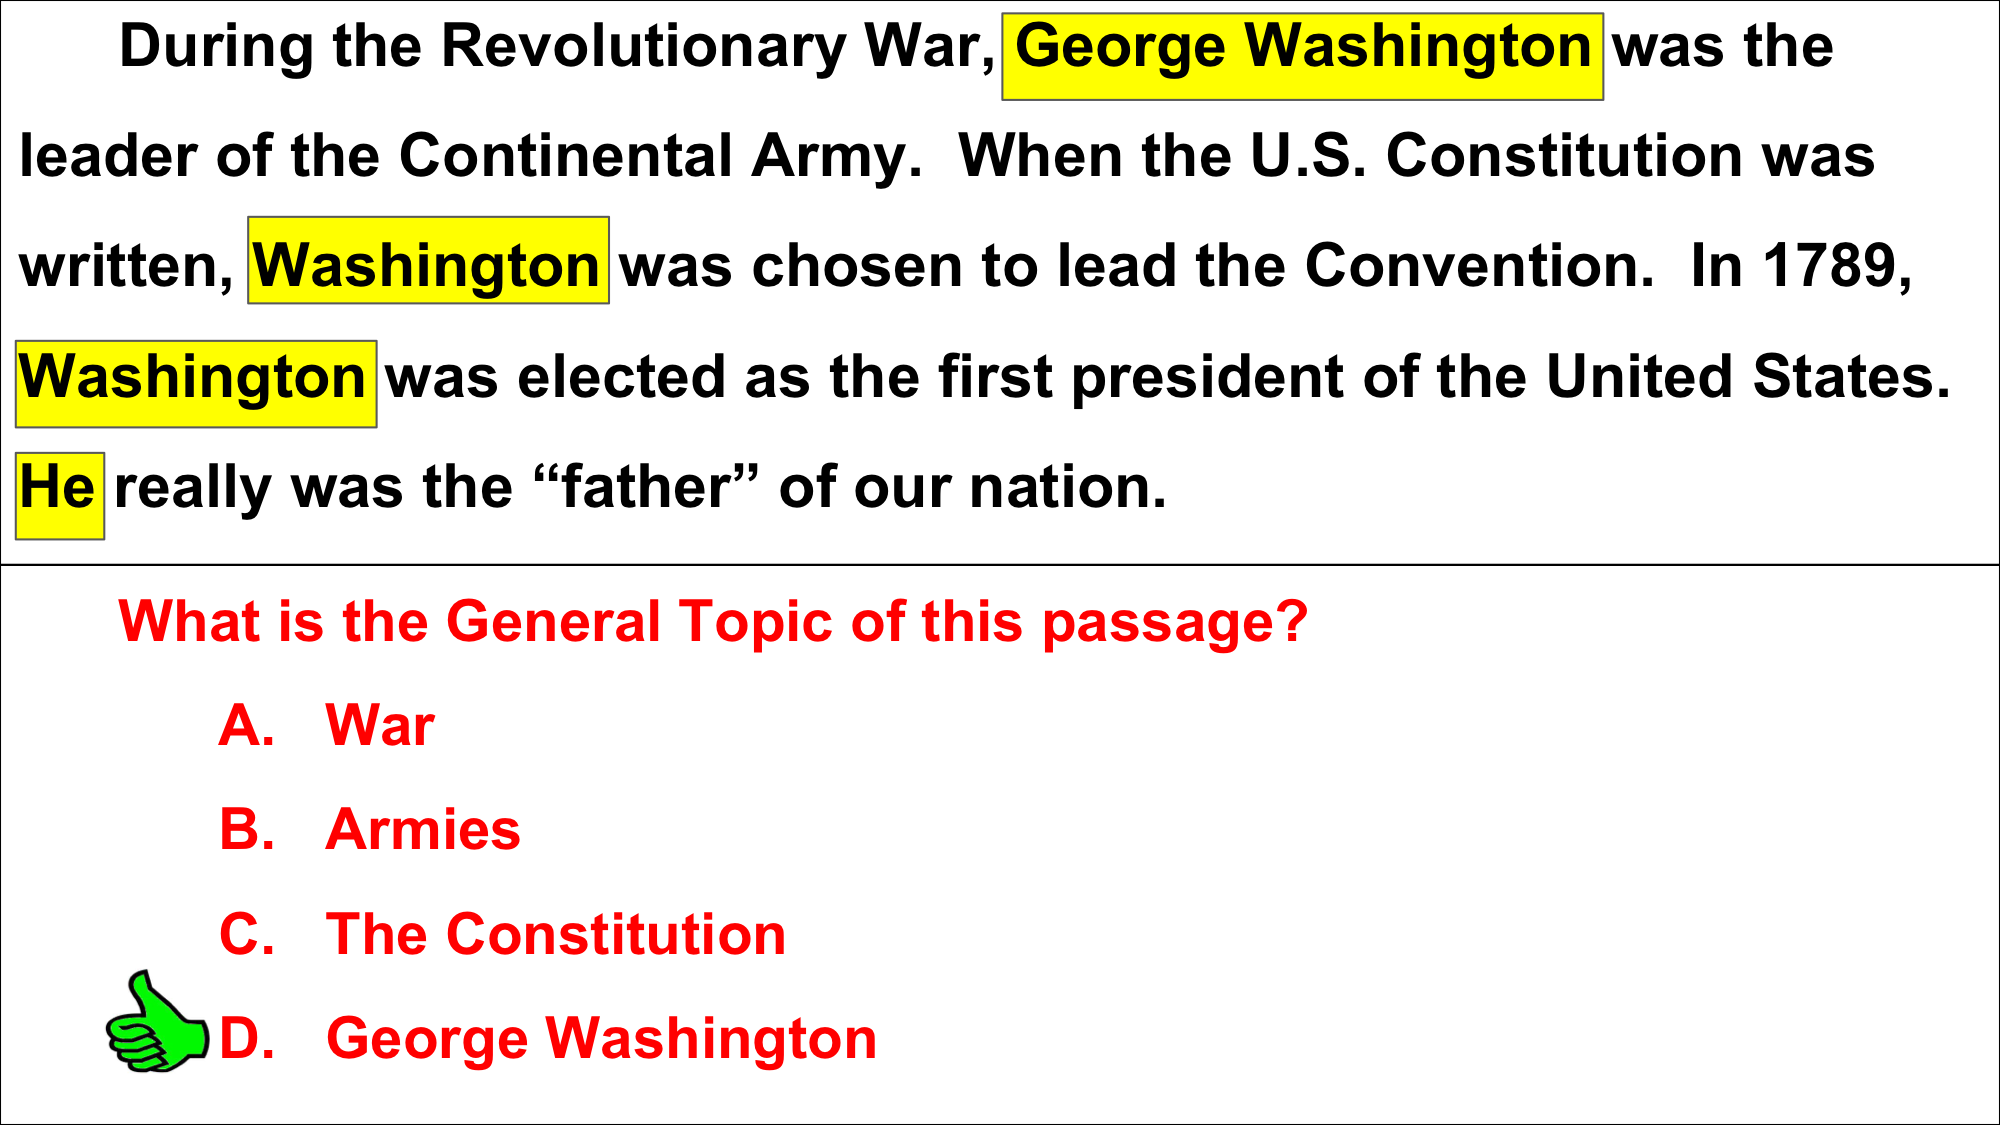 During the Revolutionary War, George Washington was the
leader of the Continental Army.  When the U.S. Constitution was
written, Washington was chosen to lead the Convention.  In 1789,
Washington was elected as the first president of the United States.
He really was the “father” of our nation.
What is the General Topic of this passage?
A. War
B. Armies
C. The Constitution
D. George Washington